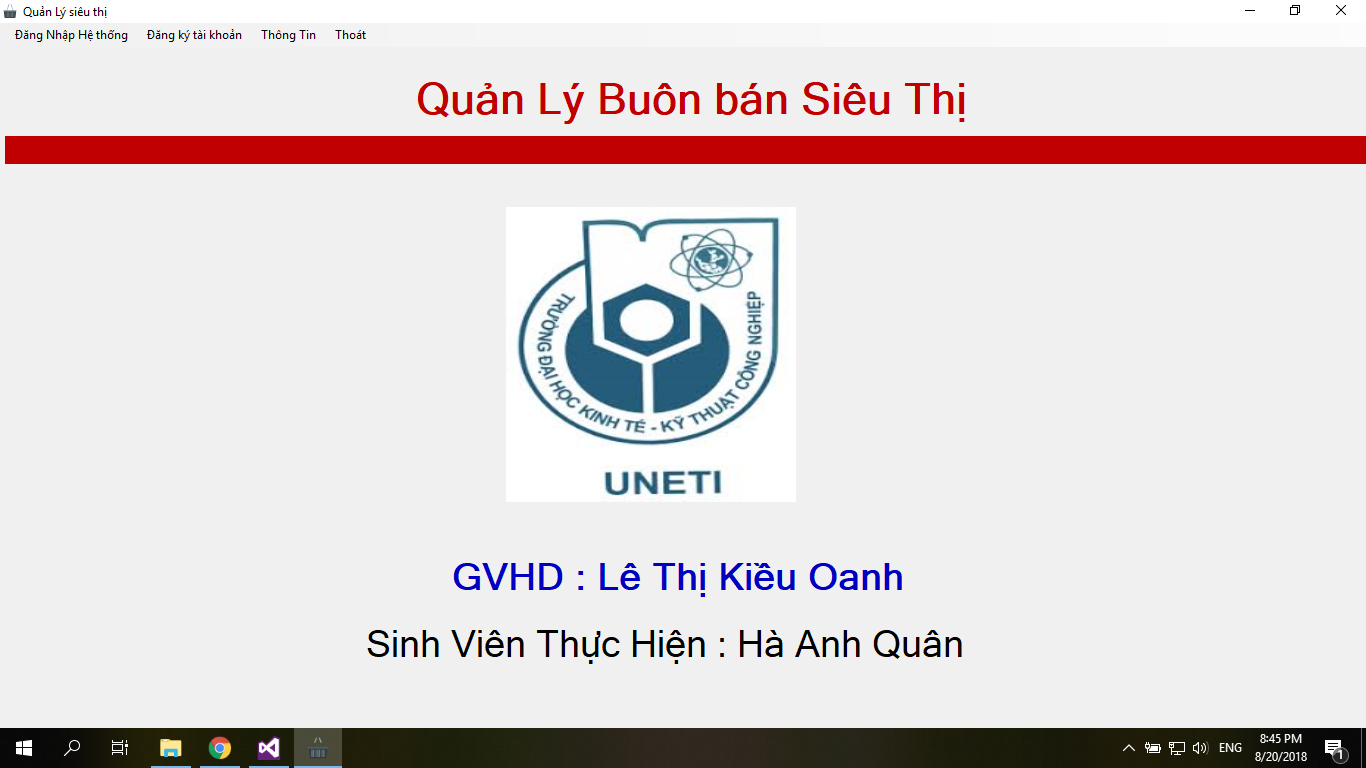 Quản Lý siêu thị
Đăng Nhập Hệ thống Đăng ký tài khoản Thông Tin Thoát
Quản Lý Buôn bán Siêu Thị
TRƯỜNG ĐẠI HỌC KINH TẾ - KỸ THUẬT CÔNG NGHIỆP
UNETI
GVHD : Lê Thị Kiều Oanh
Sinh Viên Thực Hiện : Hà Anh Quân
ENG
8:45 PM
8/20/2018
1